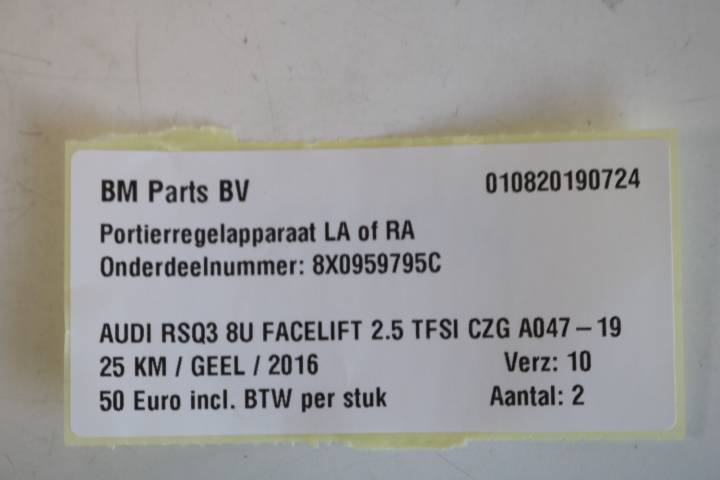 BM Parts BV 010820190724
Portierregelapparaat LA of RA
Onderdeelnummer: 8X0959795C
AUDI RSQ3 8U FACELIFT 2.5 TFSI CZG A047-19
25 KM / GEEL / 2016 Verz: 10
50 Euro incl. BTW per stuk Aantal: 2